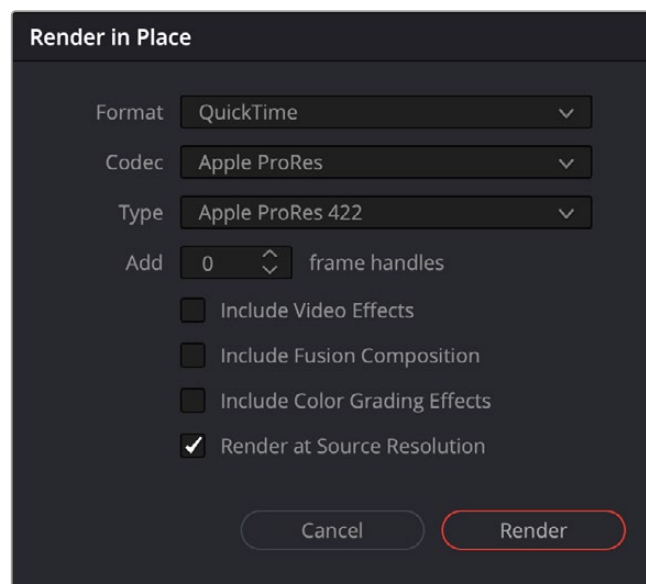 Render in Place
Format QuickTime
Codec Apple ProRes
Type Apple ProRes 422
Add 0 frame handles
Include Video Effects
Include Fusion Composition
Include Color Grading Effects
Render at Source Resolution
Cancel Render